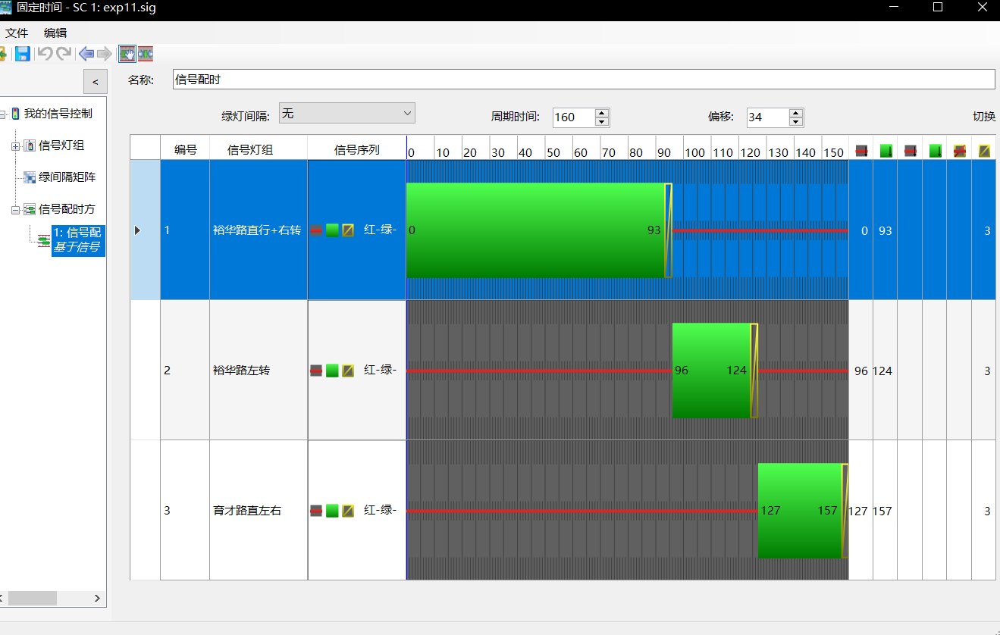 固定时间 - SC 1: exp11.sig
文件 编辑
<
名称: 信号配时
我的信号控制
信号灯组
绿间隔矩阵
信号配时方
1: 信号配
基于信号
绿灯间隔: 无 周期时间: 160 偏移: 34 切换
编号 信号灯组 信号序列 0 10 20 30 40 50 60 70 80 90 100 110 120 130 140 150
1 裕华路直行+右转 红-绿- 0 93 0 93 3
2 裕华路左转 红-绿- 96 124 96 124 3
3 育才路直左右 红-绿- 127 157 127 157 3